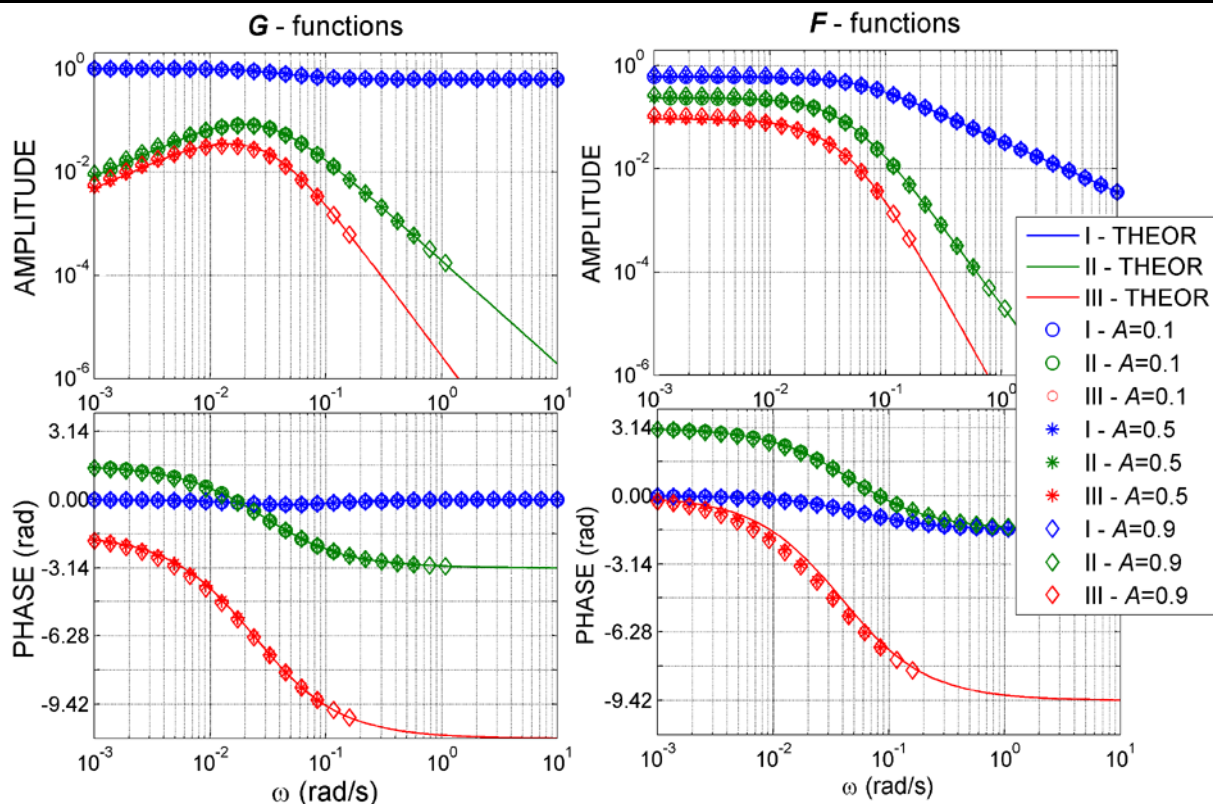 G - functions
F - functions
AMPLITUDE
10^0
10^-2
10^-4
10^-6
10^-3 10^-2 10^-1 10^0 10^1
AMPLITUDE
10^0
10^-2
10^-4
10^-6
10^-3 10^-2 10^-1 10^0
I - THEOR
II - THEOR
III - THEOR
I - A=0.1
II - A=0.1
III - A=0.1
I - A=0.5
II - A=0.5
III - A=0.5
I - A=0.9
II - A=0.9
III - A=0.9
PHASE (rad)
3.14
0.00
-3.14
-6.28
-9.42
10^-3 10^-2 10^-1 10^0 10^1
ω (rad/s)
PHASE (rad)
3.14
0.00
-3.14
-6.28
-9.42
10^-3 10^-2 10^-1 10^0 10^1
ω (rad/s)